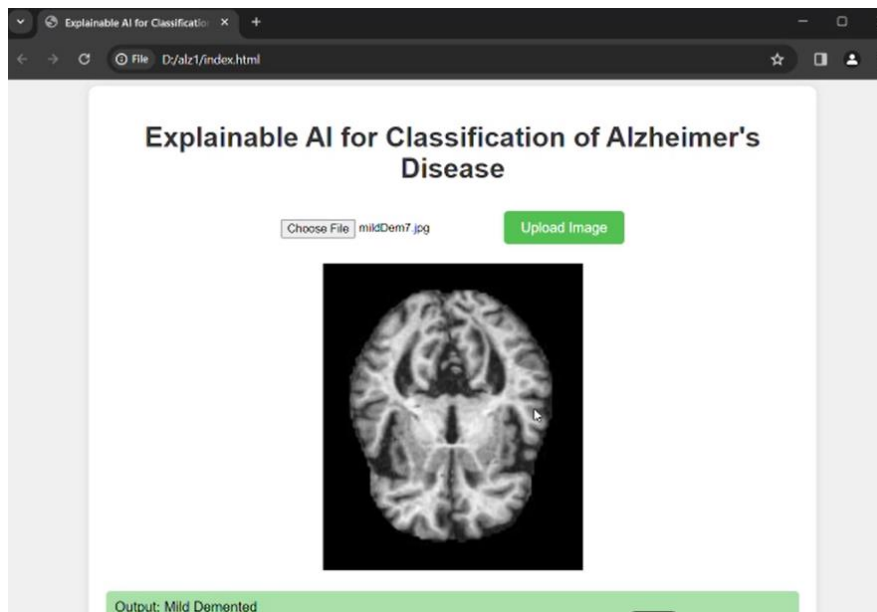 Explainable AI for Classificatio
File D:/alz1/index.html
Explainable AI for Classification of Alzheimer's
Disease
Choose File mildDem7.jpg Upload Image
Output: Mild Demented